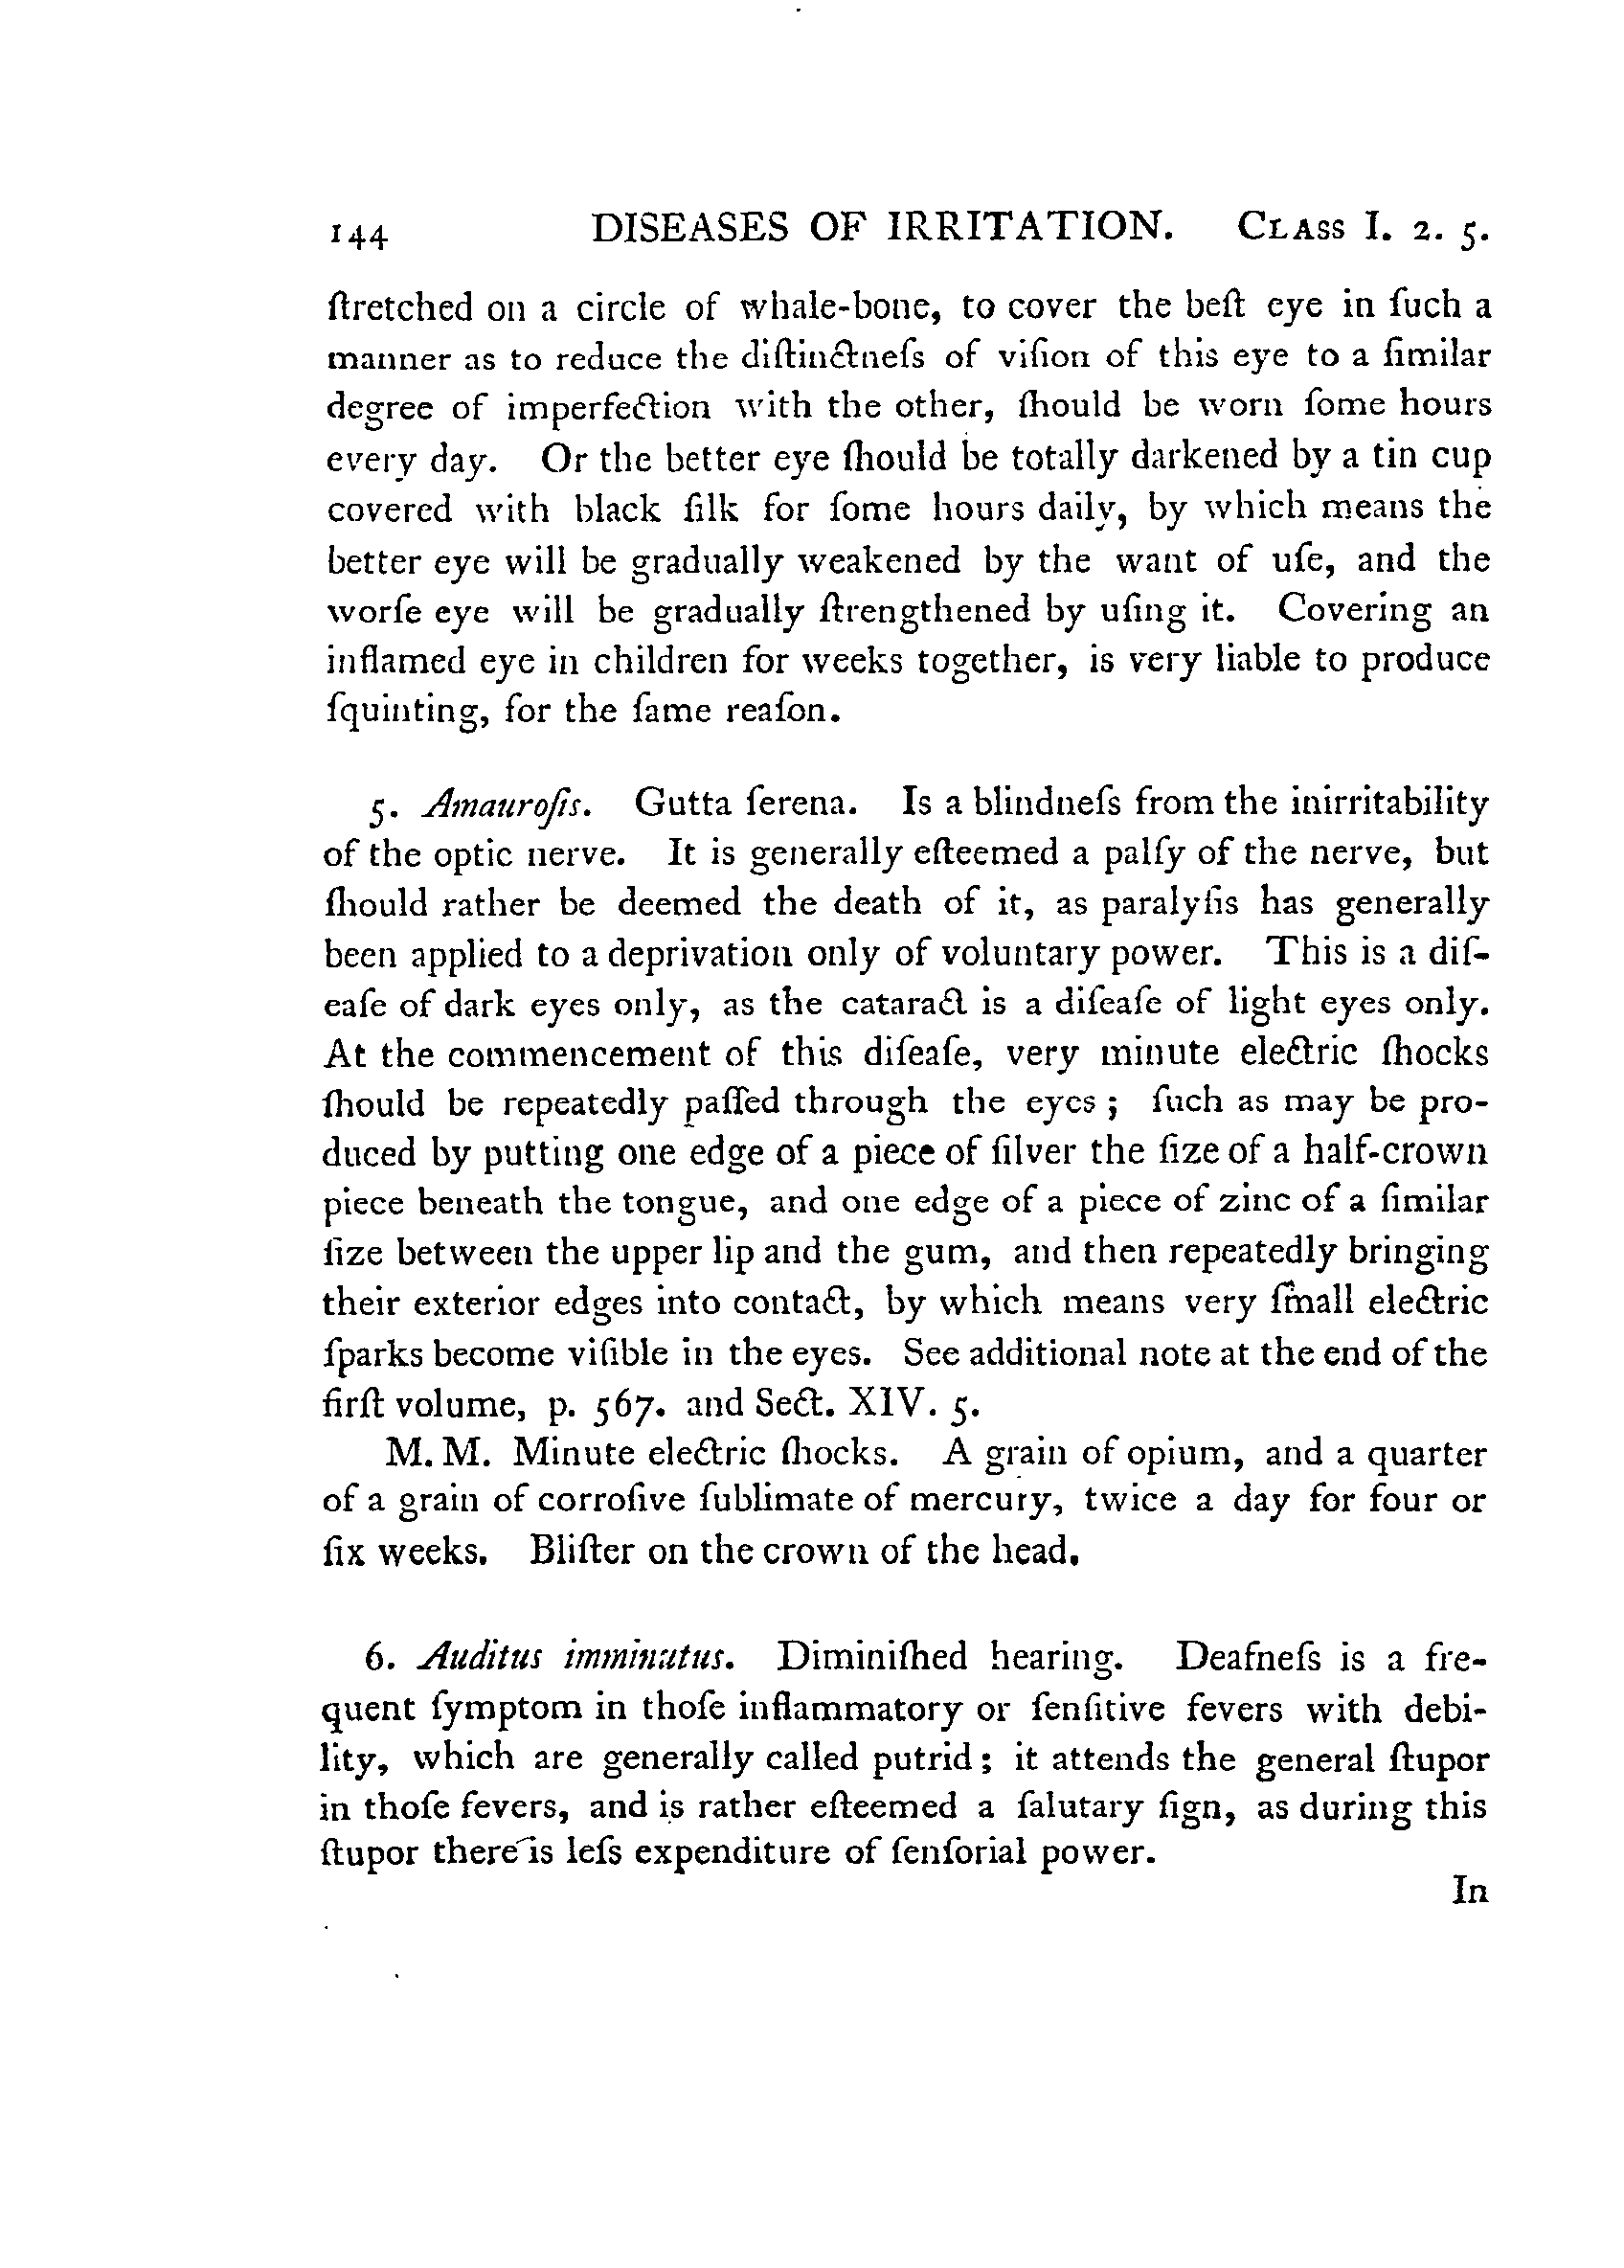 144 DISEASES OF IRRITATION. CLASS I. 2. 5.
ſtretched on a circle of whale-bone, to cover the beſt eye in ſuch a
manner as to reduce the diſtinctneſs of viſion of this eye to a ſimilar
degree of imperfection with the other, ſhould be worn ſome hours
every day. Or the better eye ſhould be totally darkened by a tin cup
covered with black ſilk for ſome hours daily, by which means the
better eye will be gradually weakened by the want of uſe, and the
worſe eye will be gradually ſtrengthened by uſing it. Covering an
inflamed eye in children for weeks together, is very liable to produce
ſquinting, for the ſame reaſon.
5. Amauroſis. Gutta ſerena. Is a blindneſs from the inirritability
of the optic nerve. It is generally eſteemed a palſy of the nerve, but
ſhould rather be deemed the death of it, as paralyſis has generally
been applied to a deprivation only of voluntary power. This is a diſ-
eaſe of dark eyes only, as the cataract is a diſeaſe of light eyes only.
At the commencement of this diſeaſe, very minute electric ſhocks
ſhould be repeatedly paſſed through the eyes; ſuch as may be pro-
duced by putting one edge of a piece of ſilver the ſize of a half-crown
piece beneath the tongue, and one edge of a piece of zinc of a ſimilar
ſize between the upper lip and the gum, and then repeatedly bringing
their exterior edges into contact, by which means very ſmall electric
ſparks become viſible in the eyes. See additional note at the end of the
firſt volume, p. 567. and Sect. XIV. 5.
M. M. Minute electric ſhocks. A grain of opium, and a quarter
of a grain of corroſive ſublimate of mercury, twice a day for four or
ſix weeks. Bliſter on the crown of the head.
6. Auditus imminutus. Diminiſhed hearing. Deafneſs is a fre-
quent ſymptom in thoſe inflammatory or ſenſitive fevers with debi-
lity, which are generally called putrid; it attends the general ſtupor
in thoſe fevers, and is rather eſteemed a ſalutary ſign, as during this
ſtupor there is leſs expenditure of ſenſorial power.
In